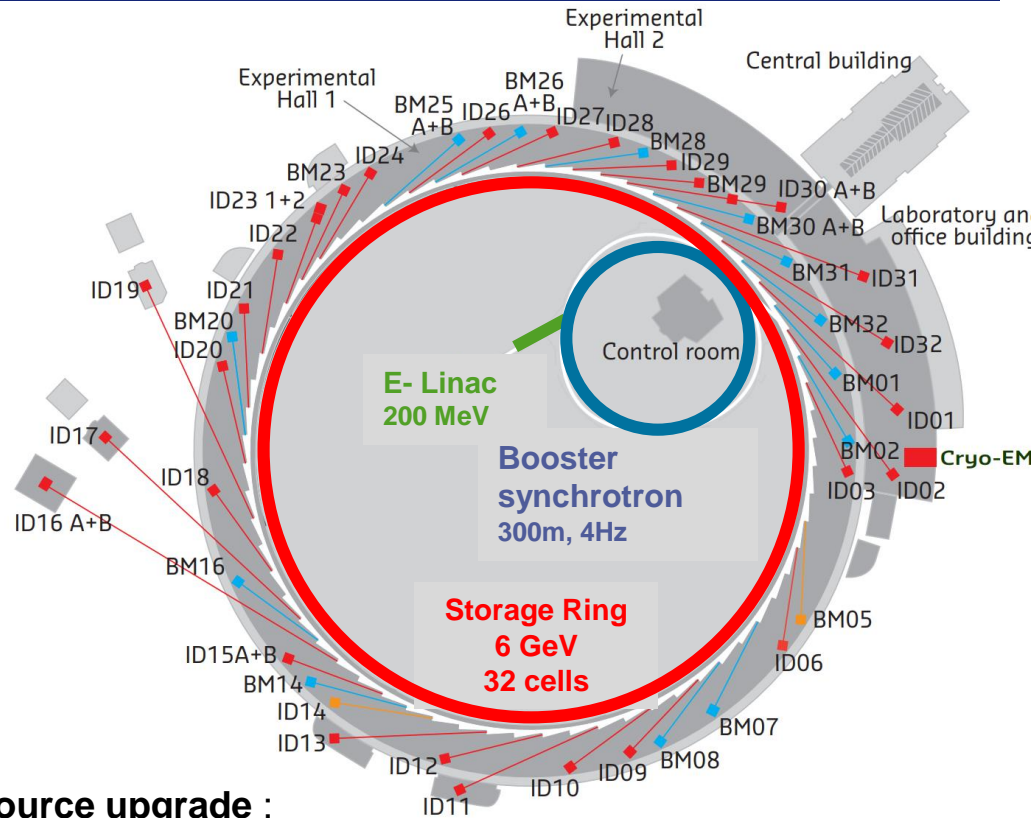 Experimental
Hall 2
Central building
Experimental
Hall 1
BM25
A+B
ID26
BM26
A+B
ID27
ID28
BM28
ID29
BM29
ID30 A+B
BM30 A+B
Laboratory an
office building
BM31
ID31
BM32
ID32
BM01
ID01
BM02
Cryo-EM
ID03
ID02
ID24
BM23
ID23 1+2
ID22
ID19
ID21
BM20
ID20
ID17
ID18
ID16 A+B
BM16
ID15A+B
BM14
ID14
ID13
ID12
ID11
ID10
ID09
BM08
BM07
ID06
BM05
Control room
E- Linac
200 MeV
Booster
synchrotron
300m, 4Hz
Storage Ring
6 GeV
32 cells
ource upgrade :